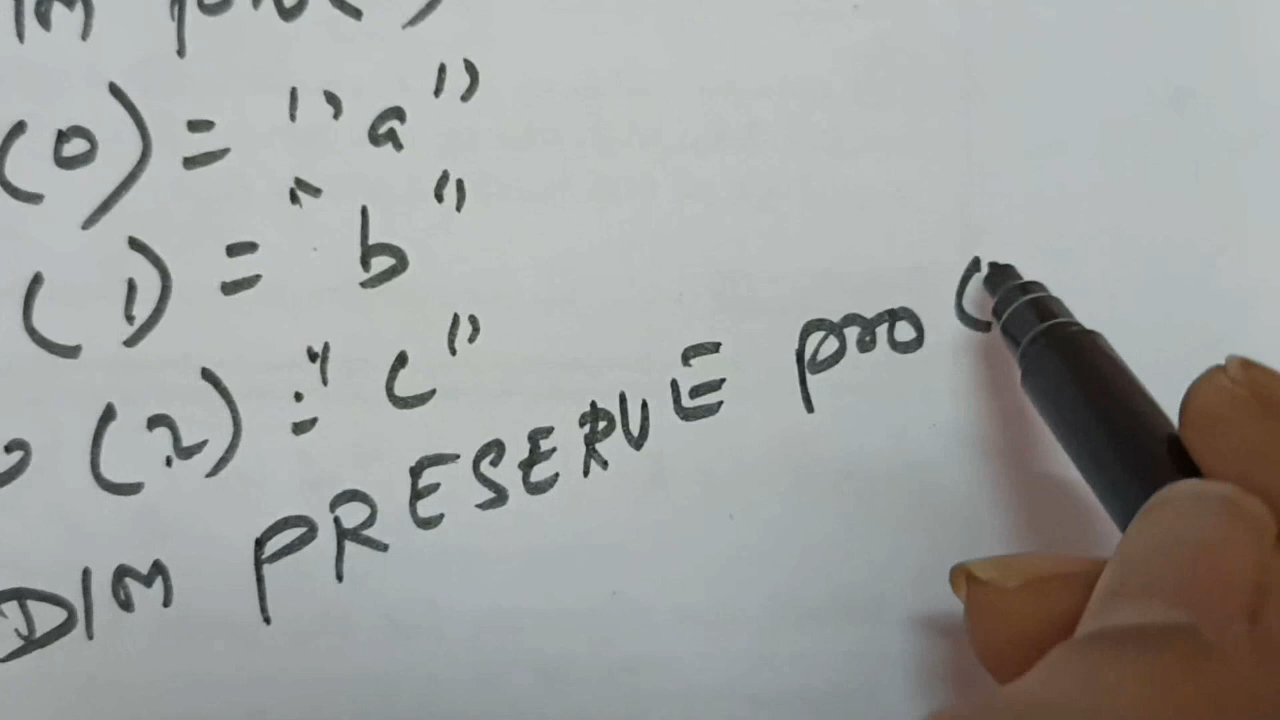 (0) = "a"
(1) = "b"
(2) = "c"
DIM PRESERVE pro (